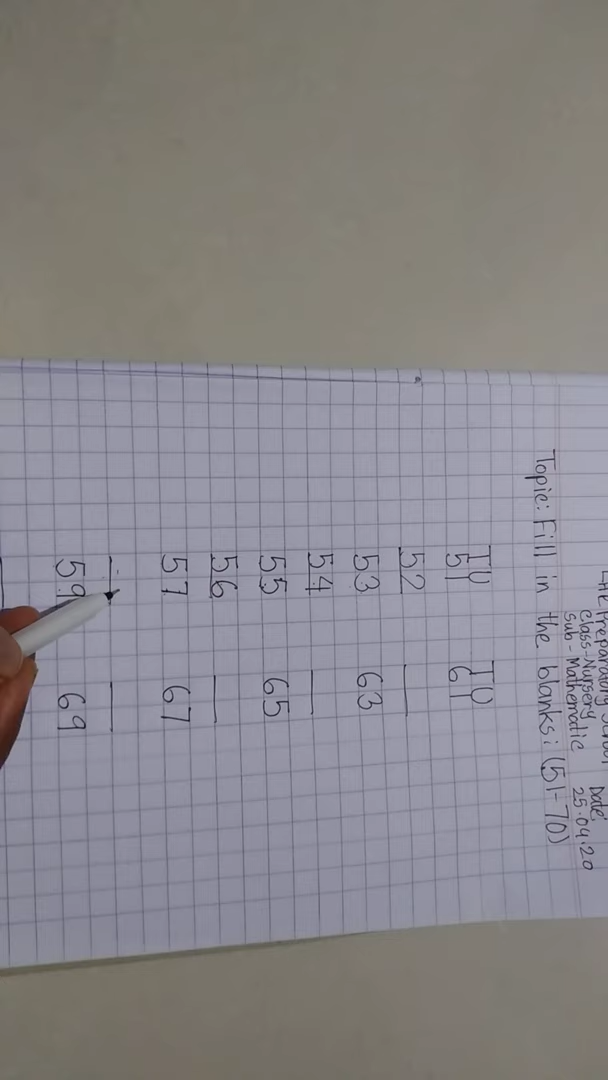 Preparatory School Date:
Class-Nursery 25.04.20
Sub-Mathematic
Topic: Fill in the blanks: (51-70)
TU TU
51 61
52
53 63
54
55 65
56
57 67
59 69